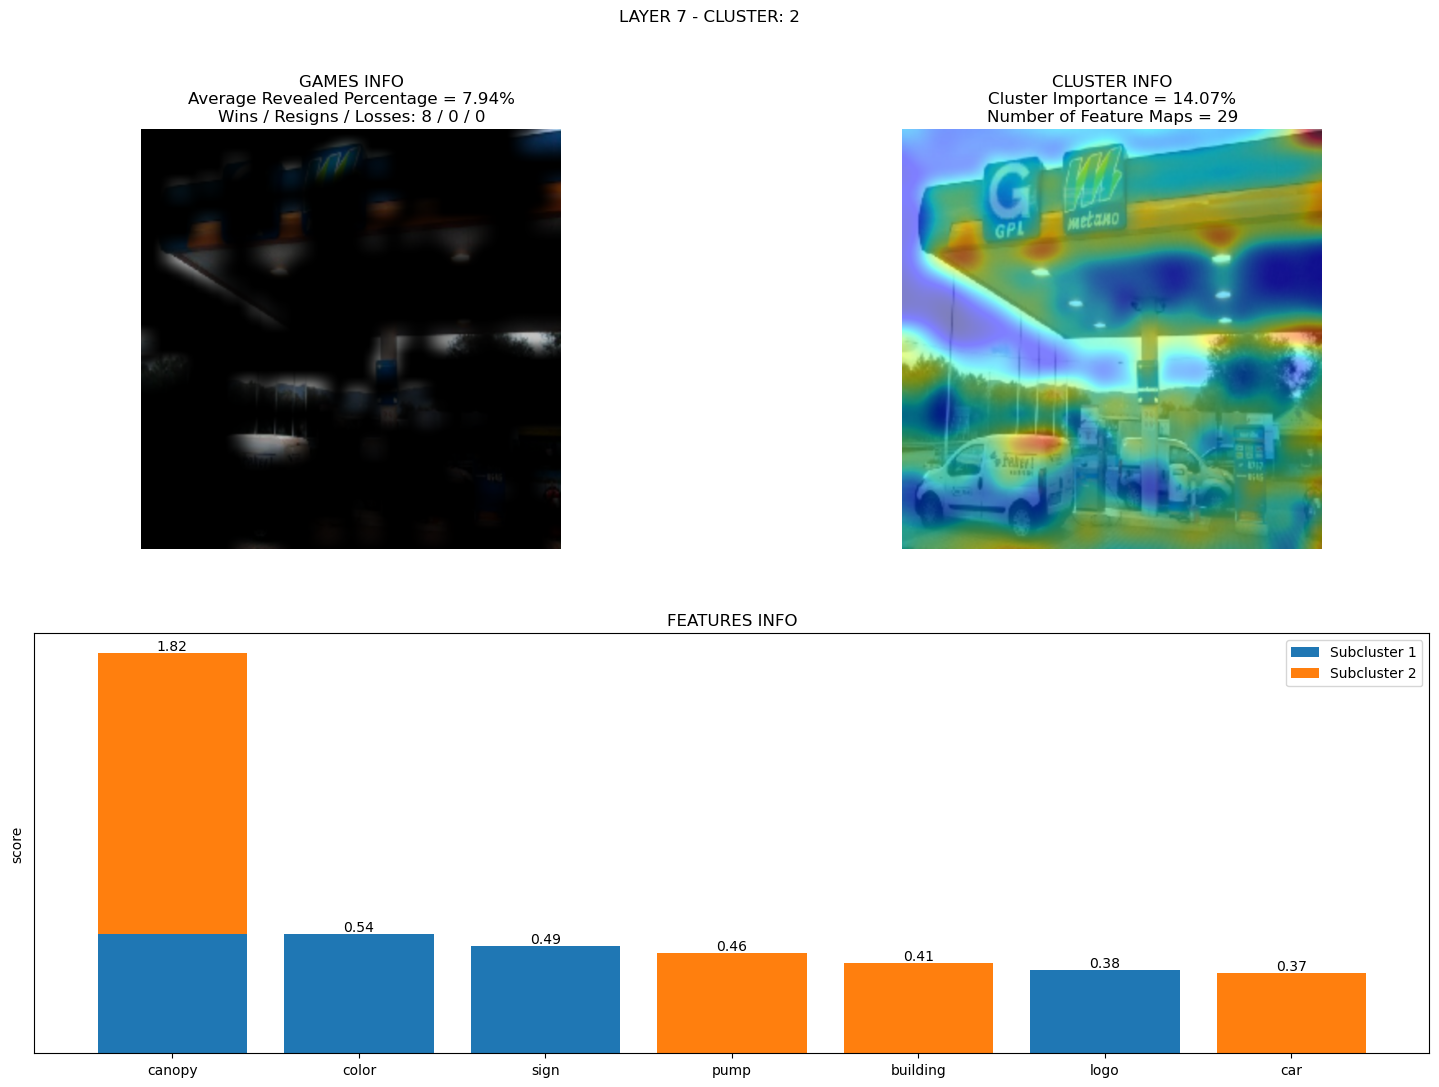 LAYER 7 - CLUSTER: 2
GAMES INFO
Average Revealed Percentage = 7.94%
Wins / Resigns / Losses: 8 / 0 / 0
CLUSTER INFO
Cluster Importance = 14.07%
Number of Feature Maps = 29
G
GPL
metano
FEATURES INFO
Subcluster 1
Subcluster 2
score
1.82
0.54
0.49
0.46
0.41
0.38
0.37
canopy
color
sign
pump
building
logo
car